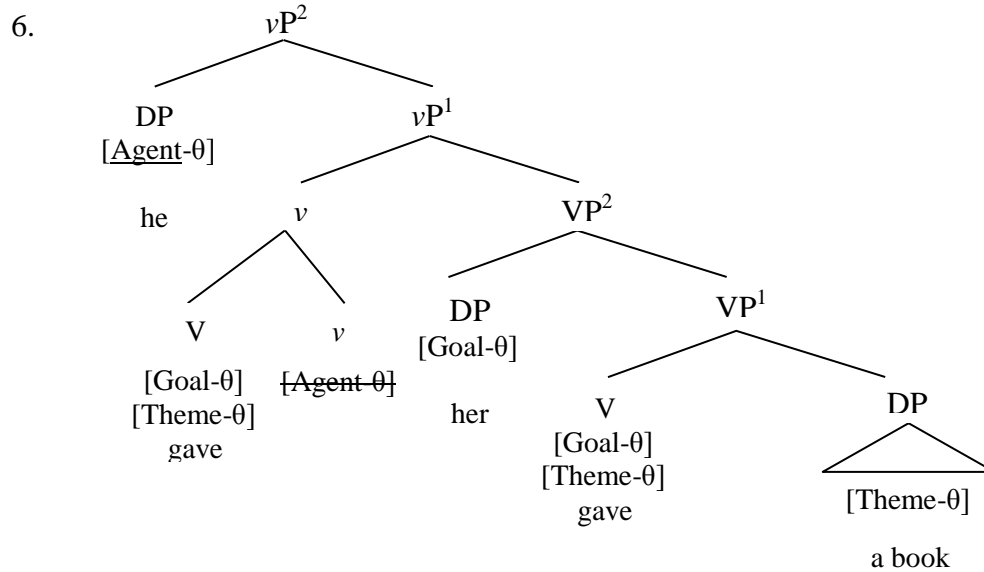 6.
vP²
DP
[Agent-θ]
he
vP¹
v
VP²
V
[Goal-θ]
[Theme-θ]
gave
v
[Agent-θ]
DP
[Goal-θ]
her
VP¹
V
[Goal-θ]
[Theme-θ]
gave
DP
[Theme-θ]
a book